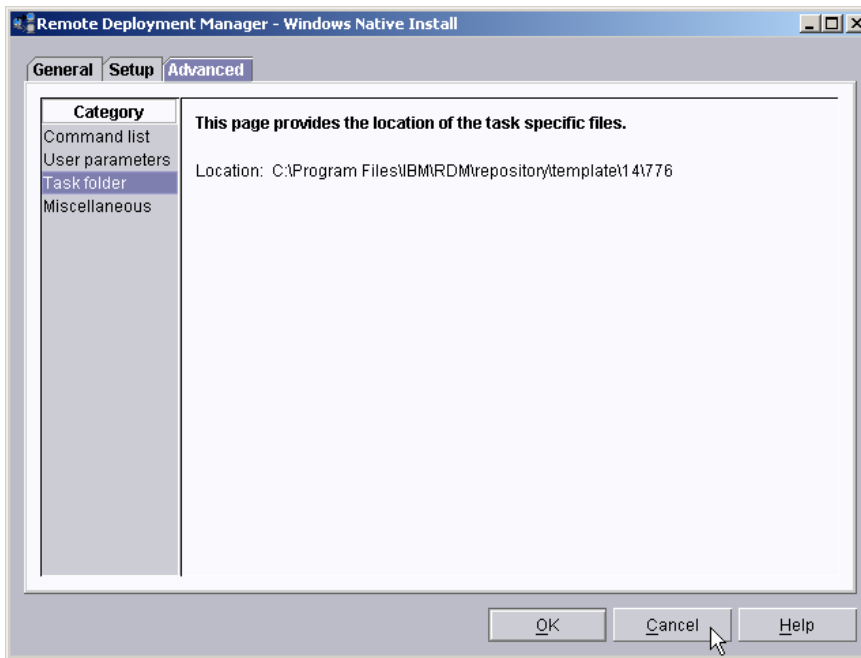 Remote Deployment Manager - Windows Native Install
General Setup Advanced
Category
Command list
User parameters
Task folder
Miscellaneous
This page provides the location of the task specific files.
Location: C:\Program Files\IBM\RDM\repository\template\14\776
OK Cancel Help